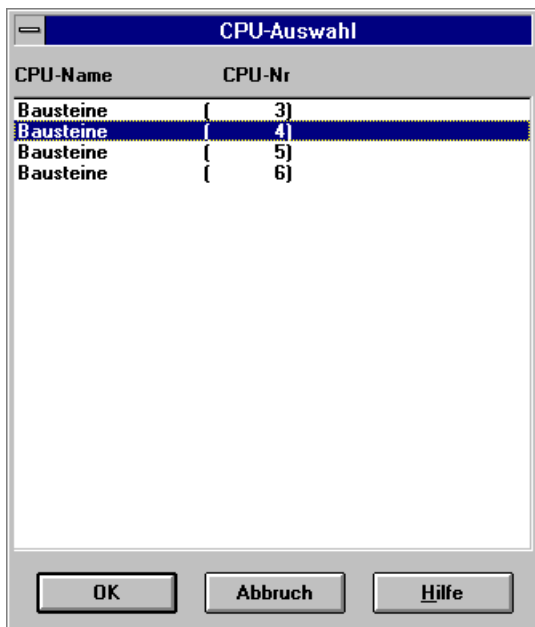 CPU-Auswahl
CPU-Name CPU-Nr
Bausteine ( 3)
Bausteine ( 4)
Bausteine ( 5)
Bausteine ( 6)
OK Abbruch Hilfe